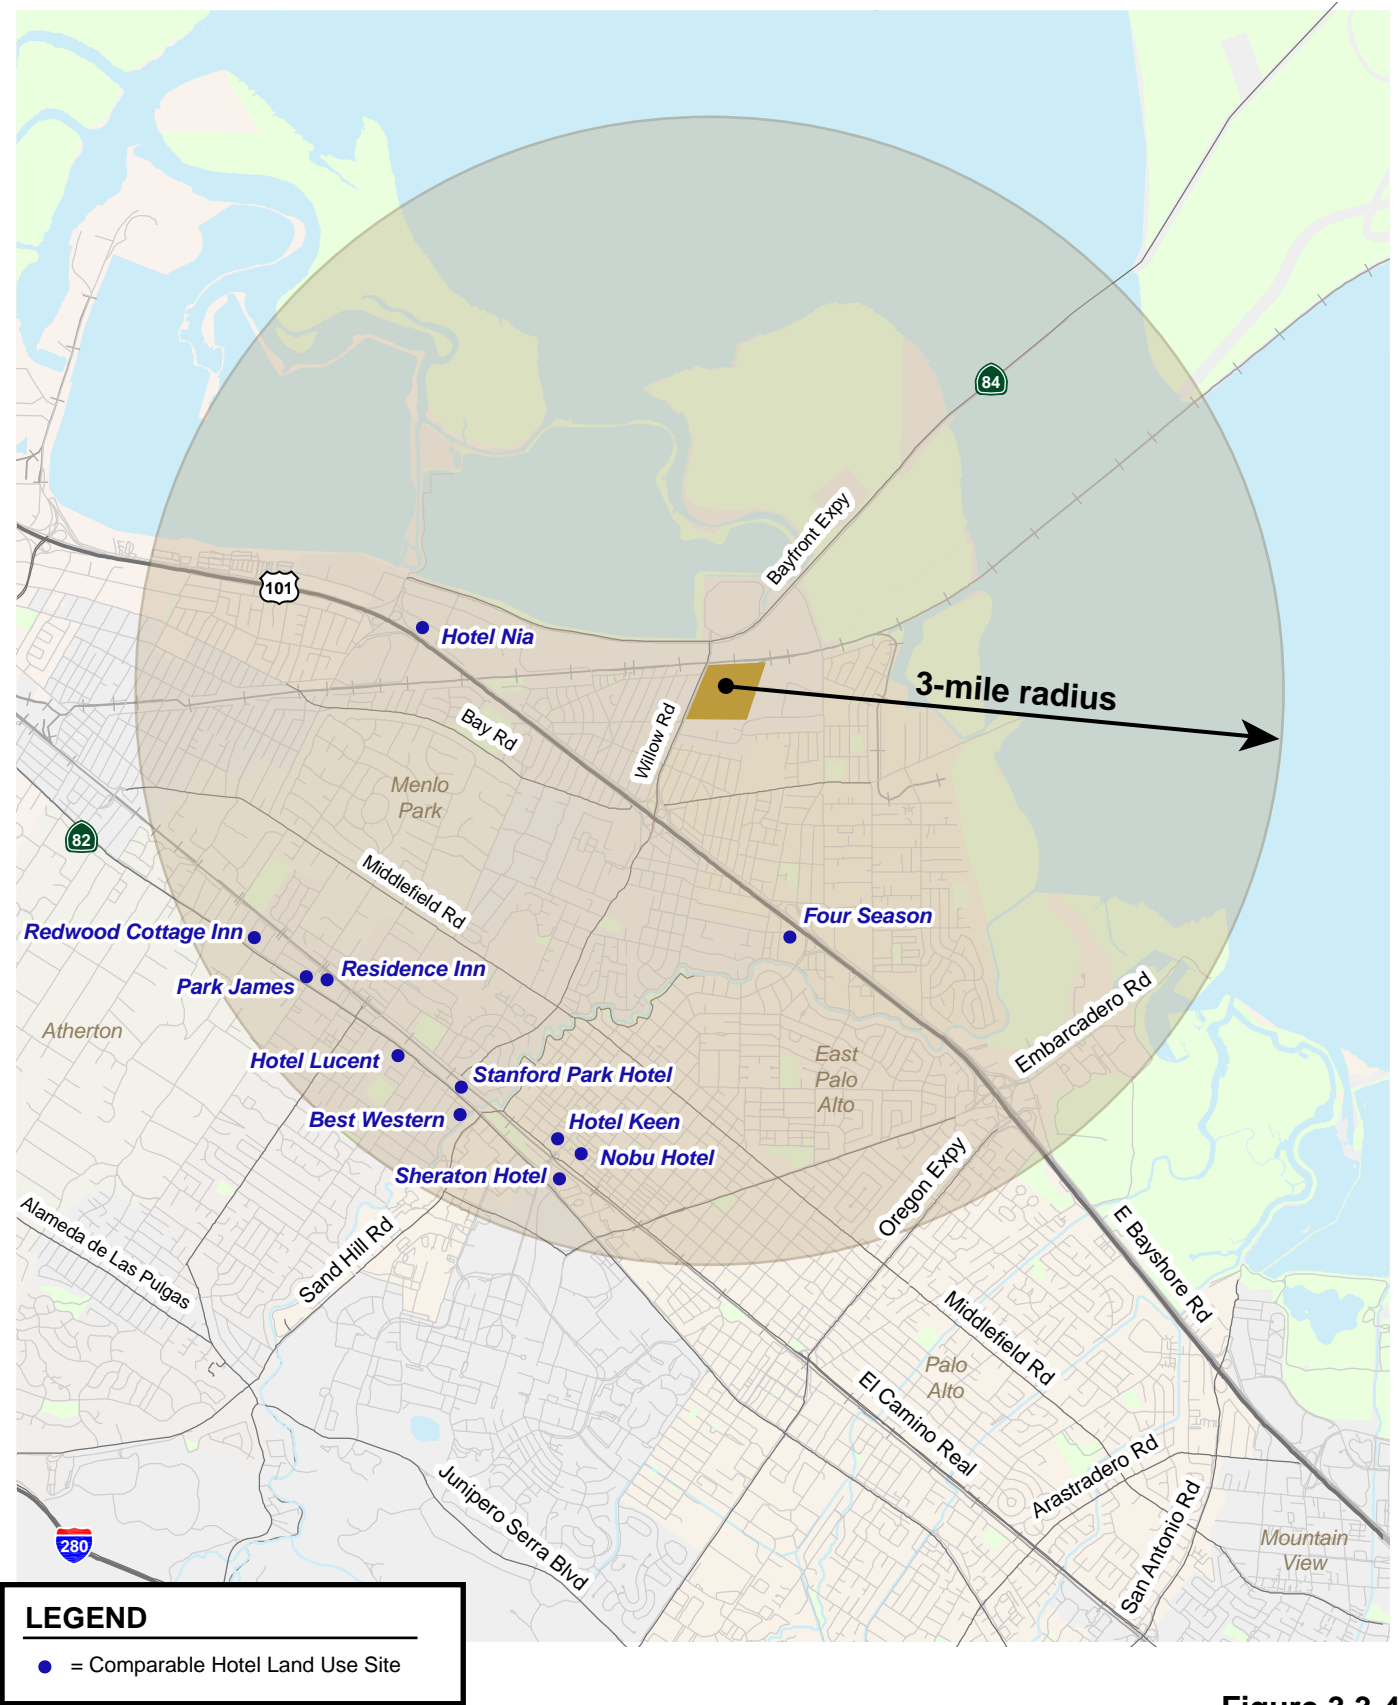 84
Bayfront Expy
101
Hotel Nia
3-mile radius
Willow Rd
Bay Rd
Menlo
Park
82
Middlefield Rd
Four Season
Redwood Cottage Inn
Residence Inn
Park James
Embarcadero Rd
Atherton
Hotel Lucent
East
Palo
Alto
Stanford Park Hotel
Best Western
Hotel Keen
Nobu Hotel
Sheraton Hotel
Oregon Expy
Alameda de Las Pulgas
Sand Hill Rd
E Bayshore Rd
Middlefield Rd
Palo
Alto
El Camino Real
Arastradero Rd
Junipero Serra Blvd
San Antonio Rd
280
Mountain
View
LEGEND
= Comparable Hotel Land Use Site